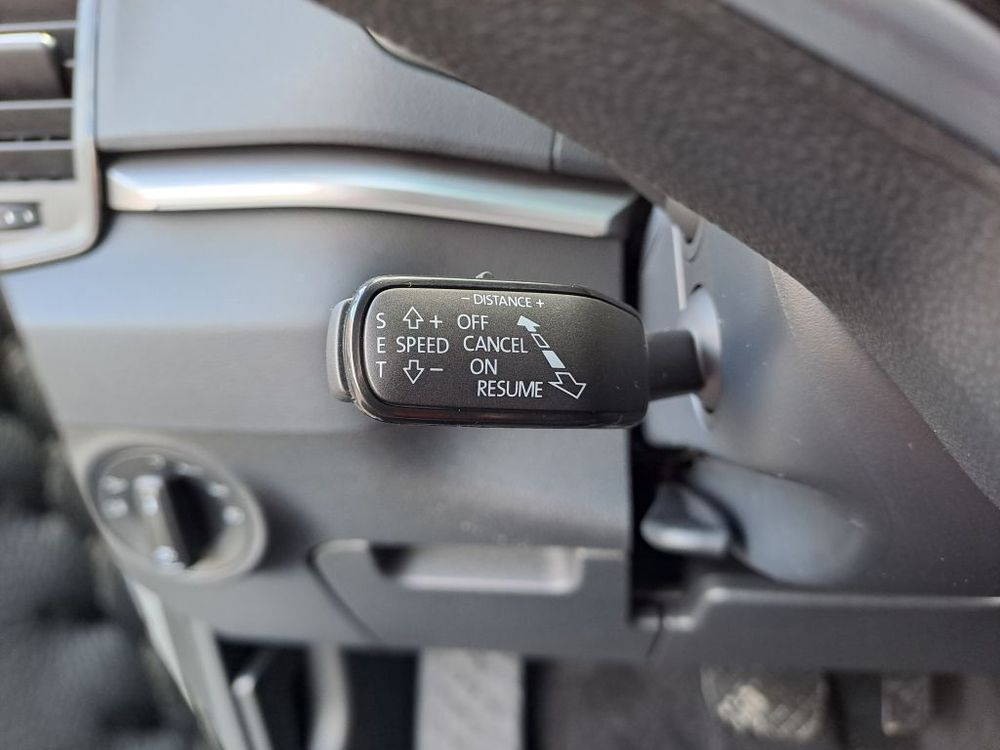 - DISTANCE +
S + OFF
E SPEED CANCEL
T - ON
RESUME